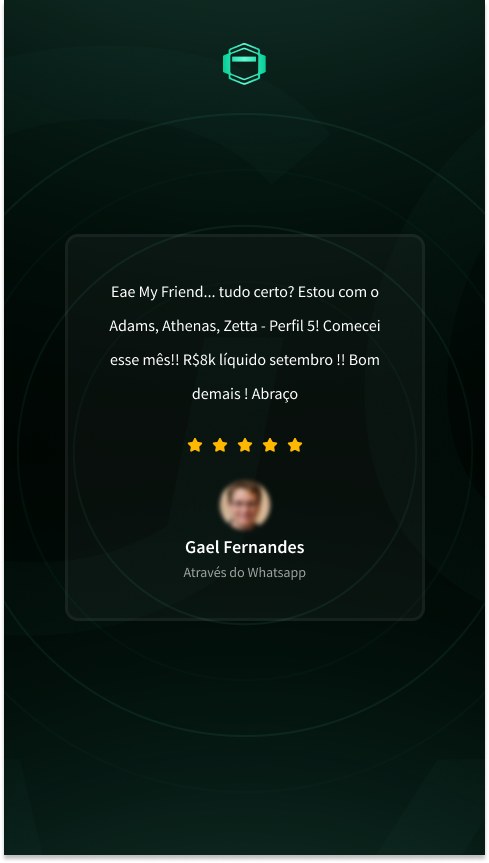 Eae My Friend... tudo certo? Estou com o
Adams, Athenas, Zetta - Perfil 5! Comecei
esse mês!! R$8k líquido setembro !! Bom
demais ! Abraço
Gael Fernandes
Através do Whatsapp